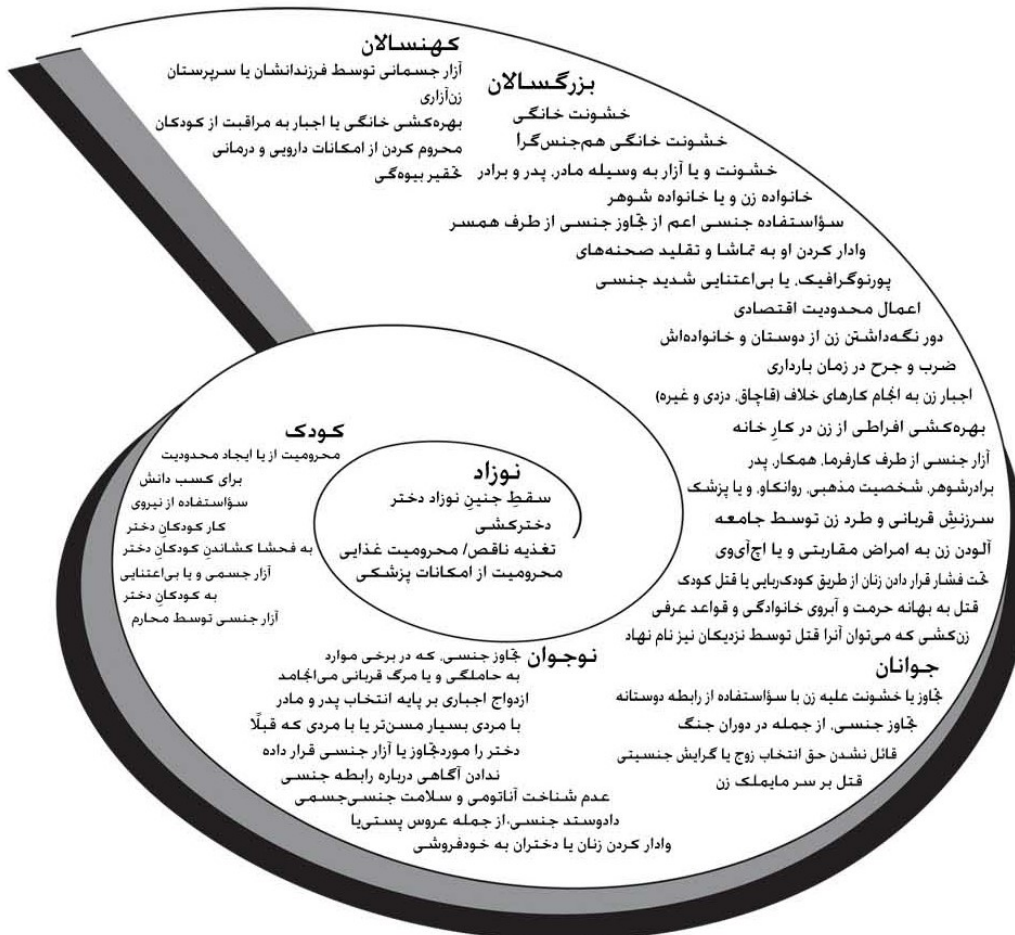 کهنسالان
آزار جسمانی توسط فرزندانشان یا سرپرستان
زن‌آزاری
بهره‌کشی خانگی یا اجبار به مراقبت از کودکان
محروم کردن از امکانات دارویی و درمانی
تحقیر بیوه‌گی
بزرگسالان
خشونت خانگی
خشونت خانگی هم‌جنس‌گرأ
خشونت و یا آزار به وسیله مادر، پدر و برادر
خانواده زن و یا خانواده شوهر
سؤاستفاده جنسی اعم از تجاوز جنسی از طرف همسر
وادار کردن او به تماشا و تقلید صحنه‌های
پورنوگرافیک، یا بی‌اعتنایی شدید جنسی
اعمال محدودیت اقتصادی
دور نگه‌داشتن زن از دوستان و خانواده‌اش
ضرب و جرح در زمان بارداری
اجبار زن به انجام کارهای خلاف (قاچاق، دزدی و غیره)
بهره‌کشی افراطی از زن در کارِ خانه
آزار جنسی از طرف کارفرما، همکار، پدر
برادرشوهر، شخصیت مذهبی، روانکاو، و یا پزشک
سرزنشِ قربانی و طرد زن توسط جامعه
آلودن زن به امراض مقاربتی و یا اچ‌آی‌وی
تحت فشار قرار دادن زنان از طریق کودک‌ربایی یا قتل کودک
قتل به بهانه حرمت و آبروی خانوادگی و قواعد عرفی
زن‌کشی که می‌توان آنرا قتل توسط نزدیکان نیز نام نهاد
جوانان
تجاوز یا خشونت علیه زن با سؤاستفاده از رابطه دوستانه
تجاوز جنسی، از جمله در دوران جنگ
قائل نشدن حق انتخاب زوج یا گرایش جنسیتی
قتل بر سر مایملک زن
نوجوان
تجاوز جنسی، که در برخی موارد
به حاملگی و یا مرگ قربانی می‌انجامد
ازدواج اجباری بر پایه انتخاب پدر و مادر
با مردی بسیار مسن‌تر یا با مردی که قبلًا
دختر را موردتجاوز یا آزار جنسی قرار داده
ندادن آگاهی درباره رابطه جنسی
عدم شناخت آناتومی و سلامت جنسی‌جسمی
دادوستد جنسی،از جمله عروس پستی‌یا
وادار کردن زنان یا دختران به خودفروشی
کودک
محرومیت از یا ایجاد محدودیت
برای کسب دانش
سؤاستفاده از نیروی
کار کودکانِ دختر
به فحشا کشاندنِ کودکانِ دختر
آزار جسمی و یا بی‌اعتنایی
به کودکانِ دختر
آزار جنسی توسط محارم
نوزاد
سقطِ جنینِ نوزاد دختر
دخترکشی
تغذیه ناقص/ محرومیت غذایی
محرومیت از امکانات پزشکی